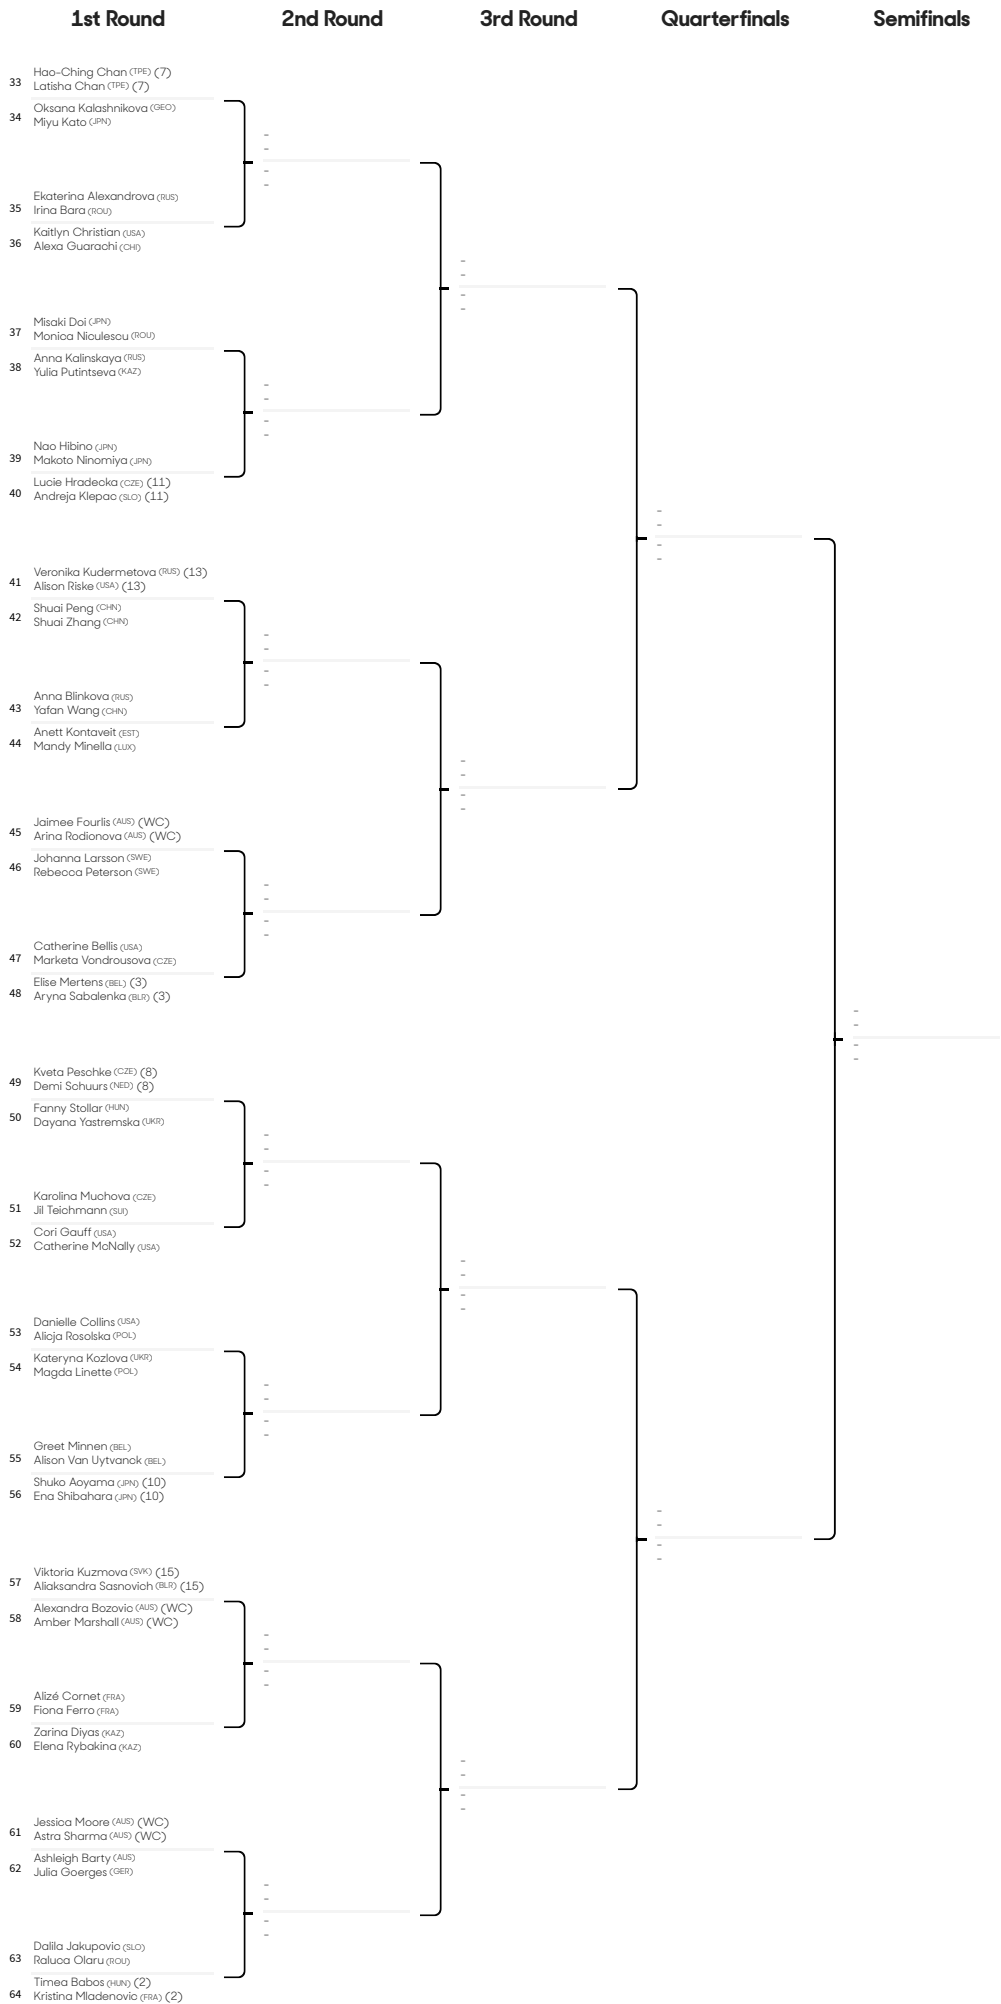 1st Round
2nd Round
3rd Round
Quarterfinals
Semifinals
33
Hao-Ching Chan (TPE) (7)
Latisha Chan (TPE) (7)
34
Oksana Kalashnikova (GEO)
Miyu Kato (JPN)
35
Ekaterina Alexandrova (RUS)
Irina Bara (ROU)
36
Kaitlyn Christian (USA)
Alexa Guarachi (CHI)
37
Misaki Doi (JPN)
Monica Niculescu (ROU)
38
Anna Kalinskaya (RUS)
Yulia Putintseva (KAZ)
39
Nao Hibino (JPN)
Makoto Ninomiya (JPN)
40
Lucie Hradecka (CZE) (11)
Andreja Klepac (SLO) (11)
41
Veronika Kudermetova (RUS) (13)
Alison Riske (USA) (13)
42
Shuai Peng (CHN)
Shuai Zhang (CHN)
43
Anna Blinkova (RUS)
Yafan Wang (CHN)
44
Anett Kontaveit (EST)
Mandy Minella (LUX)
45
Jaimee Fourlis (AUS) (WC)
Arina Rodionova (AUS) (WC)
46
Johanna Larsson (SWE)
Rebecca Peterson (SWE)
47
Catherine Bellis (USA)
Marketa Vondrousova (CZE)
48
Elise Mertens (BEL) (3)
Aryna Sabalenka (BLR) (3)
49
Kveta Peschke (CZE) (8)
Demi Schuurs (NED) (8)
50
Fanny Stollar (HUN)
Dayana Yastremska (UKR)
51
Karolina Muchova (CZE)
Jil Teichmann (SUI)
52
Cori Gauff (USA)
Catherine McNally (USA)
53
Danielle Collins (USA)
Alicja Rosolska (POL)
54
Kateryna Kozlova (UKR)
Magda Linette (POL)
55
Greet Minnen (BEL)
Alison Van Uytvanck (BEL)
56
Shuko Aoyama (JPN) (10)
Ena Shibahara (JPN) (10)
57
Viktoria Kuzmova (SVK) (15)
Aliaksandra Sasnovich (BLR) (15)
58
Alexandra Bozovic (AUS) (WC)
Amber Marshall (AUS) (WC)
59
Alizé Cornet (FRA)
Fiona Ferro (FRA)
60
Zarina Diyas (KAZ)
Elena Rybakina (KAZ)
61
Jessica Moore (AUS) (WC)
Astra Sharma (AUS) (WC)
62
Ashleigh Barty (AUS)
Julia Goerges (GER)
63
Dalila Jakupovic (SLO)
Raluca Olaru (ROU)
64
Timea Babos (HUN) (2)
Kristina Mladenovic (FRA) (2)